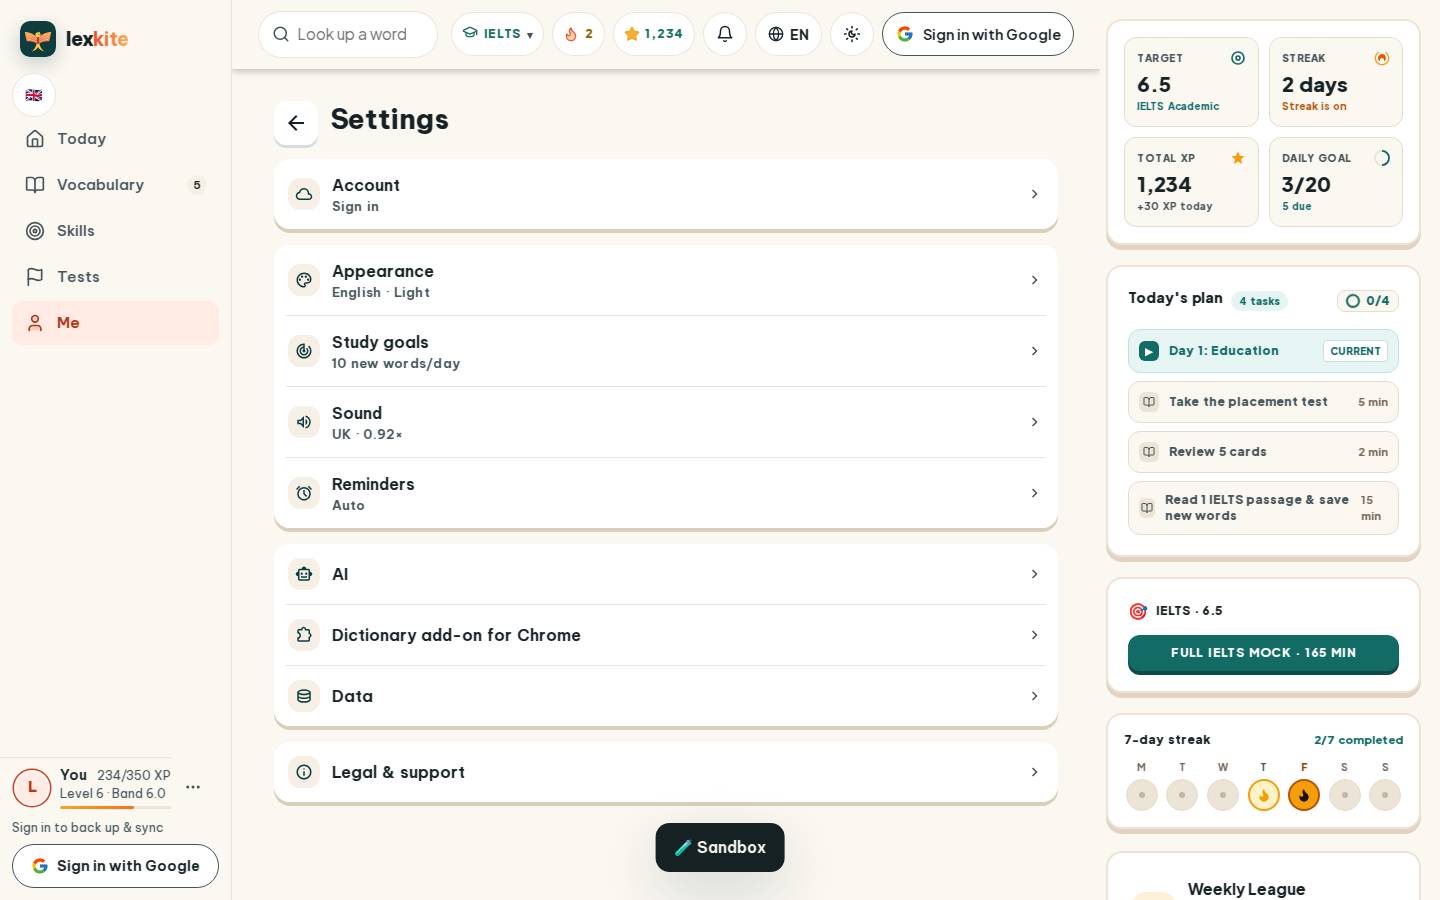 lexkite
Today
Vocabulary 5
Skills
Tests
Me
You 234/350 XP
Level 6 · Band 6.0
Sign in to back up & sync
Sign in with Google
Look up a word
IELTS ▾
2
1,234
EN
Sign in with Google
Settings
Account
Sign in
Appearance
English · Light
Study goals
10 new words/day
Sound
UK · 0.92×
Reminders
Auto
AI
Dictionary add-on for Chrome
Data
Legal & support
Sandbox
TARGET
6.5
IELTS Academic
STREAK
2 days
Streak is on
TOTAL XP
1,234
+30 XP today
DAILY GOAL
3/20
5 due
Today's plan 4 tasks 0/4
Day 1: Education CURRENT
Take the placement test 5 min
Review 5 cards 2 min
Read 1 IELTS passage & save 15
new words min
IELTS · 6.5
FULL IELTS MOCK · 165 MIN
7-day streak 2/7 completed
M T W T F S S
Weekly League
L